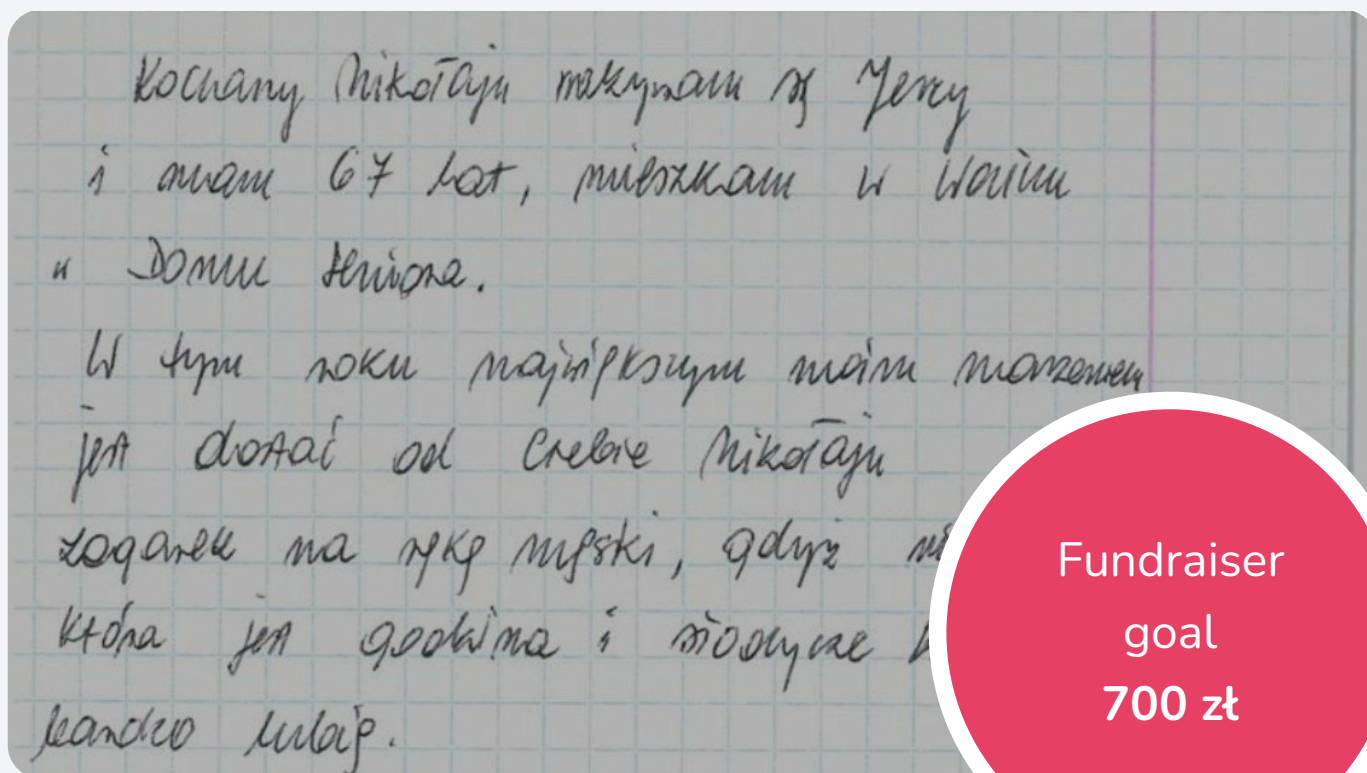 Kochany Mikołaju nazywam się Jerzy
i mam 67 lat, mieszkam w
" Domu Seniora.
W tym roku największym moim marzeniem
jest dostać od Ciebie Mikołaju
zegarek na rękę męski, gdyż
która jest godzina i słodycze
bardzo lubię.
Fundraiser
goal
700 zł